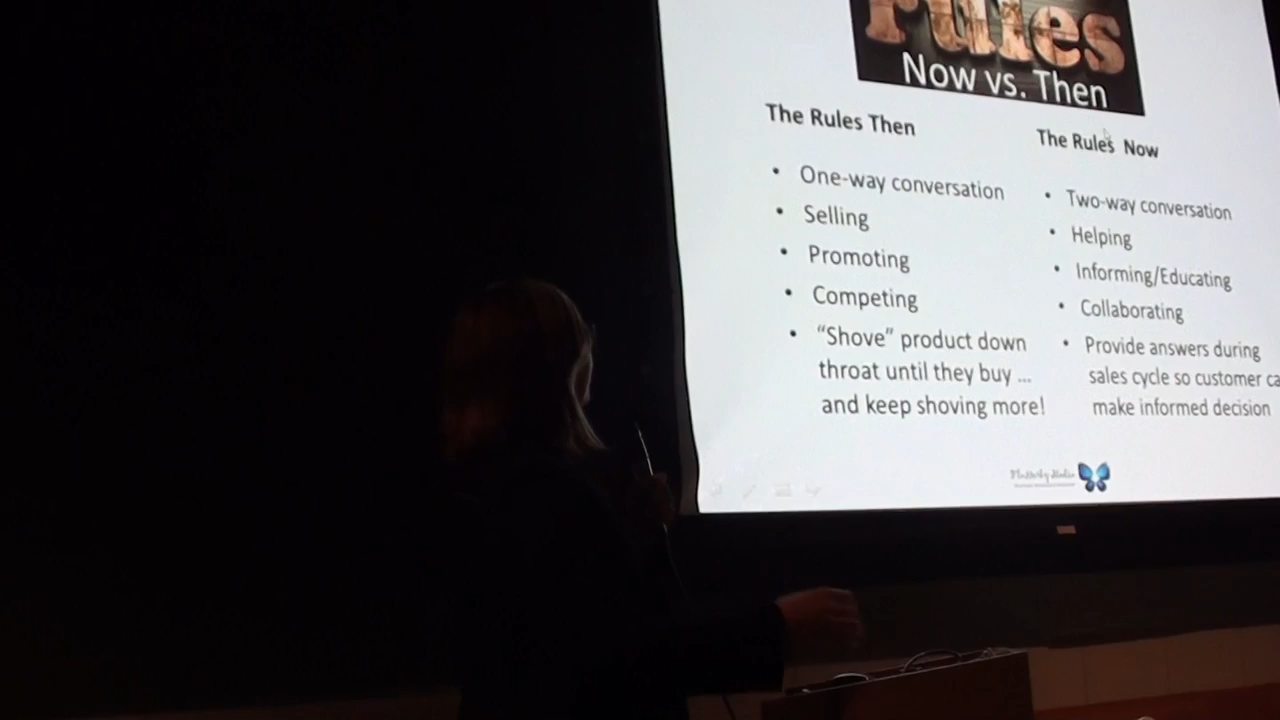 rules
Now vs. Then
The Rules Then
• One-way conversation
• Selling
• Promoting
• Competing
• “Shove” product down
throat until they buy ...
and keep shoving more!
The Rules Now
• Two-way conversation
• Helping
• Informing/Educating
• Collaborating
• Provide answers during
sales cycle so customer ca
make informed decision